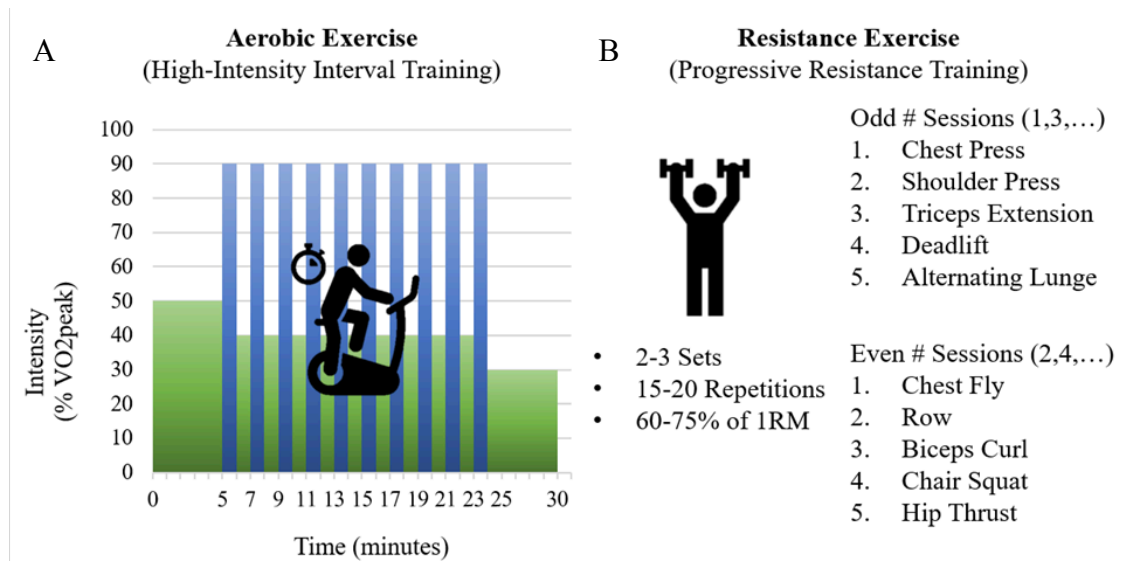 A
Aerobic Exercise
(High-Intensity Interval Training)
Intensity
(% VO2peak)
100
90
80
70
60
50
40
30
20
10
0
0 5 7 9 11 13 15 17 19 21 23 25 30
Time (minutes)
B
Resistance Exercise
(Progressive Resistance Training)
• 2-3 Sets
• 15-20 Repetitions
• 60-75% of 1RM
Odd # Sessions (1,3,…)
1. Chest Press
2. Shoulder Press
3. Triceps Extension
4. Deadlift
5. Alternating Lunge
Even # Sessions (2,4,…)
1. Chest Fly
2. Row
3. Biceps Curl
4. Chair Squat
5. Hip Thrust